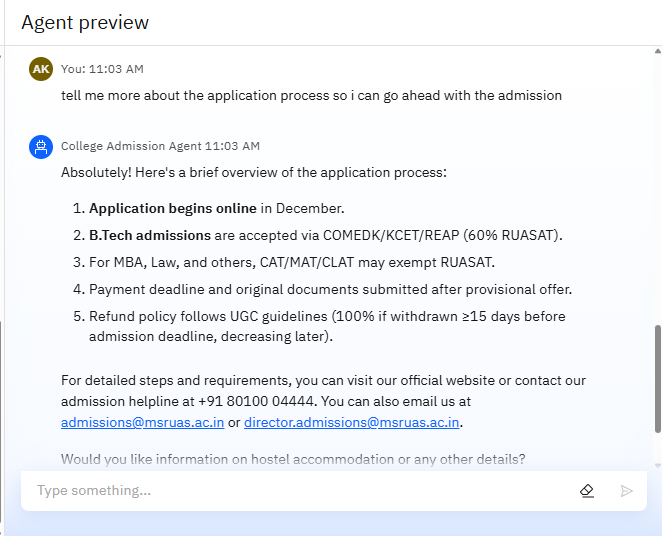 Agent preview
AK
You: 11:03 AM
tell me more about the application process so i can go ahead with the admission
College Admission Agent 11:03 AM
Absolutely! Here's a brief overview of the application process:
1. Application begins online in December.
2. B.Tech admissions are accepted via COMEDK/KCET/REAP (60% RUASAT).
3. For MBA, Law, and others, CAT/MAT/CLAT may exempt RUASAT.
4. Payment deadline and original documents submitted after provisional offer.
5. Refund policy follows UGC guidelines (100% if withdrawn ≥15 days before
admission deadline, decreasing later).
For detailed steps and requirements, you can visit our official website or contact our
admission helpline at +91 80100 04444. You can also email us at
admissions@msruas.ac.in or director.admissions@msruas.ac.in.
Would you like information on hostel accommodation or any other details?
Type something...